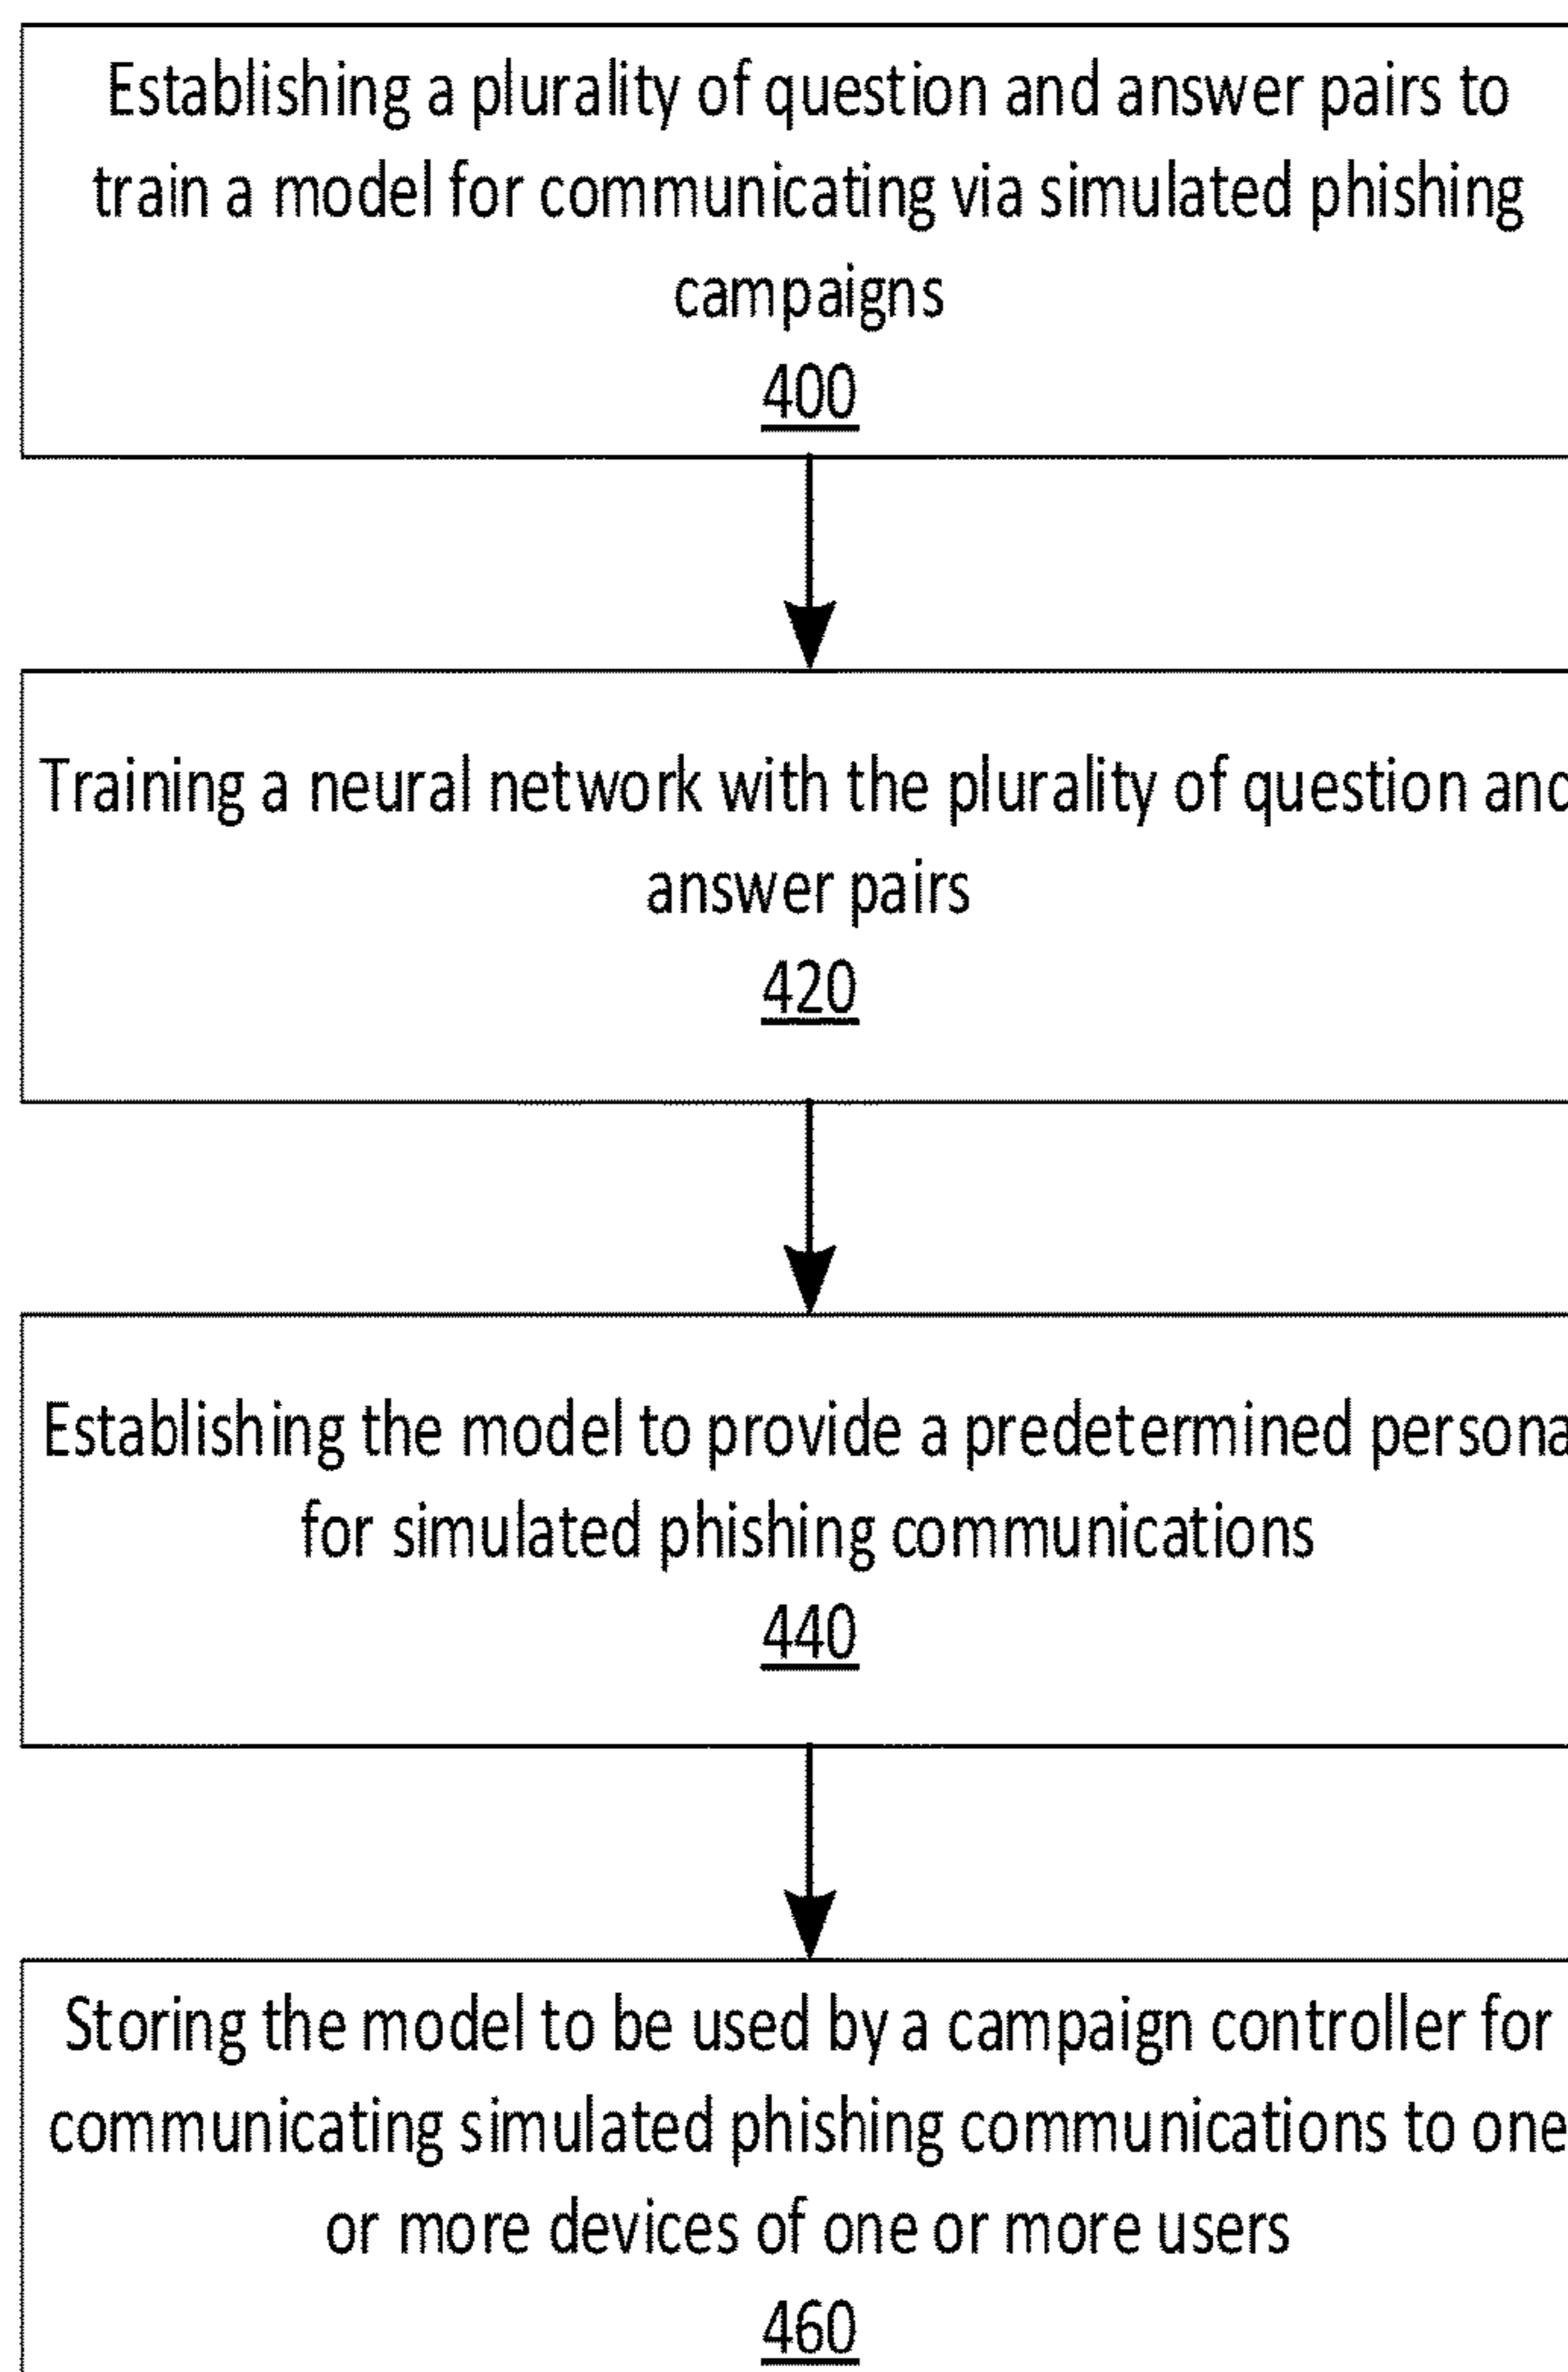 Establishing a plurality of question and answer pairs to
train a model for communicating via simulated phishing
campaigns
400
Training a neural network with the plurality of question and
answer pairs
420
Establishing the model to provide a predetermined persona
for simulated phishing communications
440
Storing the model to be used by a campaign controller for
communicating simulated phishing communications to one
or more devices of one or more users
460